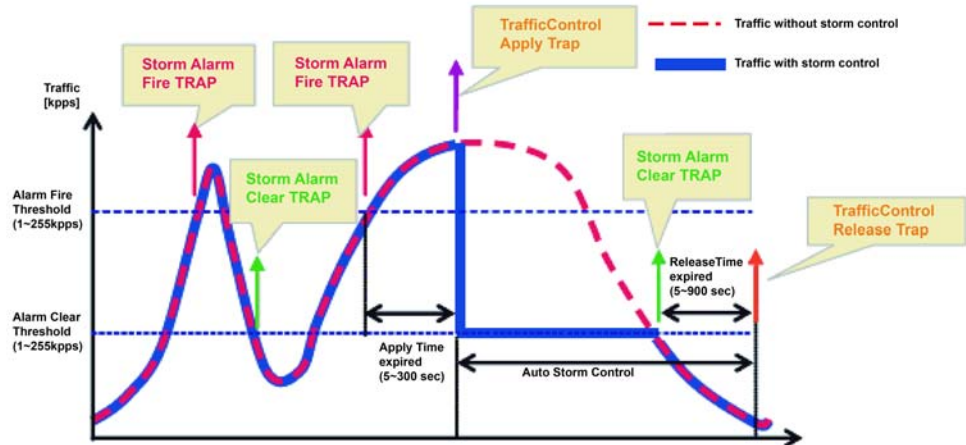 TrafficControl
Apply Trap
Traffic without storm control
Traffic with storm control
Storm Alarm
Fire TRAP
Storm Alarm
Fire TRAP
Traffic
[kpps]
Storm Alarm
Clear TRAP
Storm Alarm
Clear TRAP
Alarm Fire
Threshold
(1~255kpps)
TrafficControl
Release Trap
ReleaseTime
expired
(5~900 sec)
Alarm Clear
Threshold
(1~255kpps)
Apply Time
expired
(5~300 sec)
Auto Storm Control